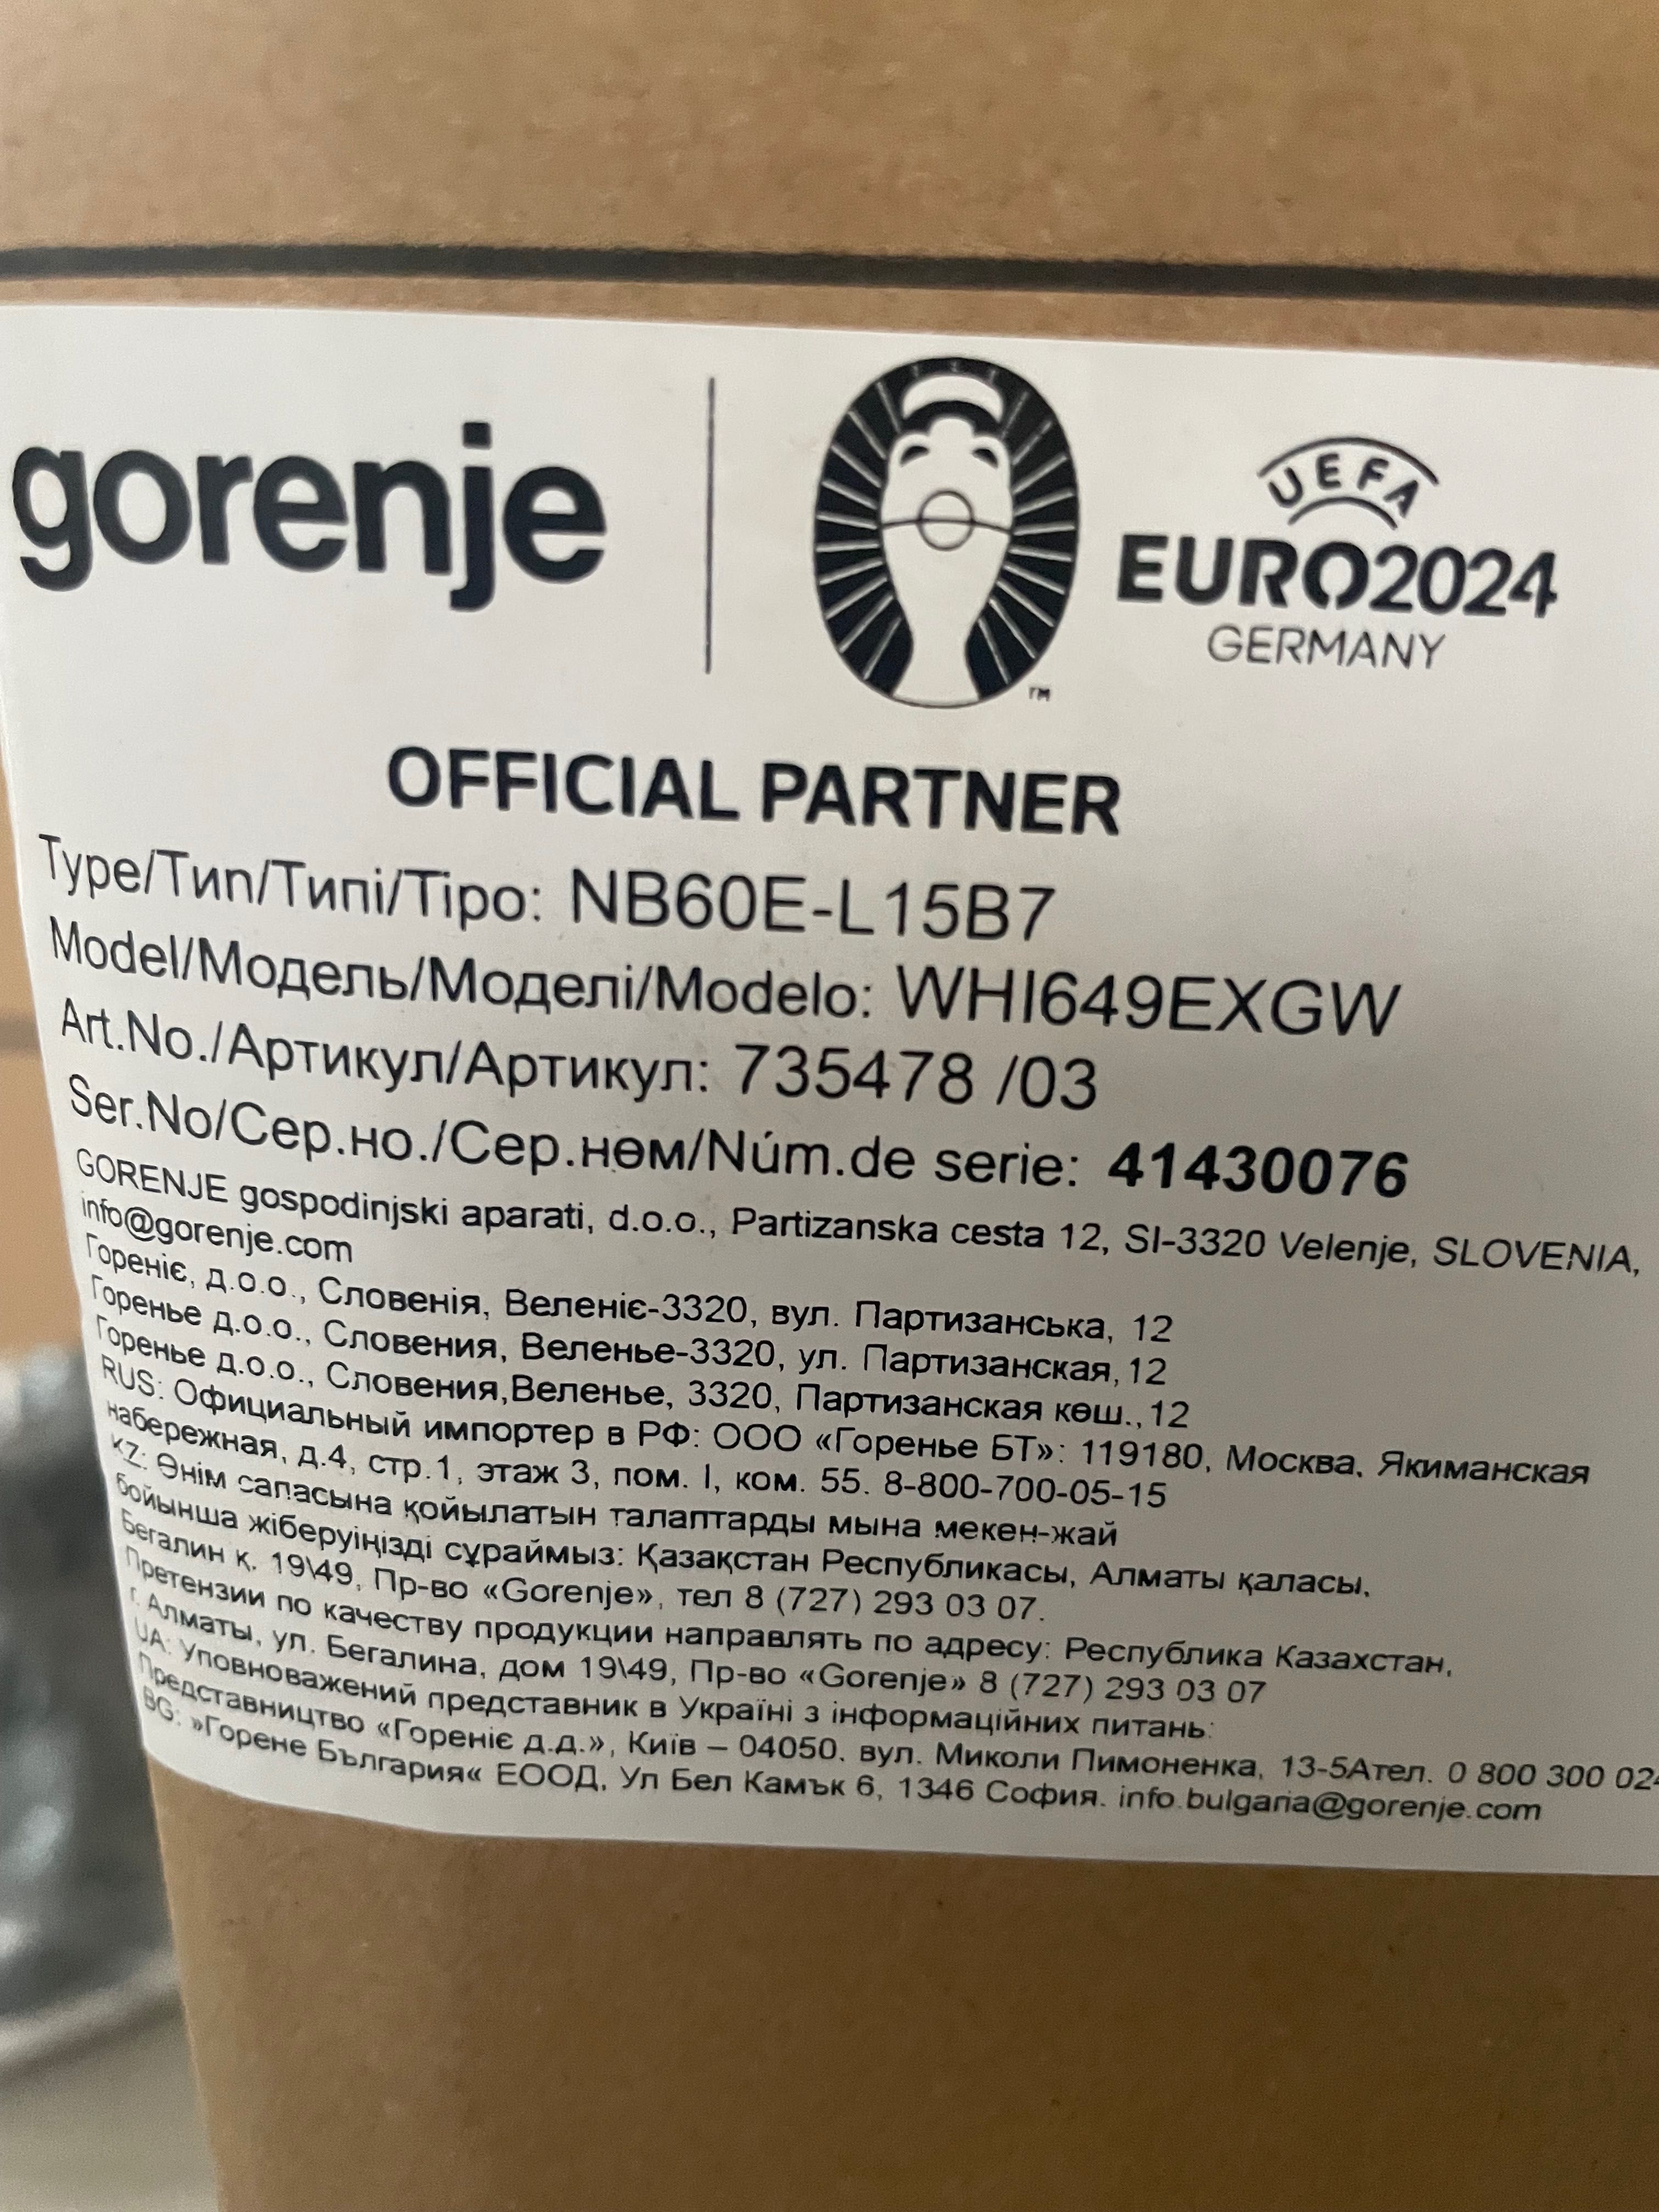 gorenje
UEFA
EURO2024
GERMANY
TM
OFFICIAL PARTNER
Type/Тип/Типі/Tipo: NB60E-L15B7
Model/Модель/Моделі/Modelo: WHI649EXGW
Art.No./Артикул/Артикул: 735478 /03
Ser.No/Сер.но./Сер.нөм/Núm.de serie: 41430076
GORENJE gospodinjski aparati, d.o.o., Partizanska cesta 12, SI-3320 Velenje, SLOVENIA,
info@gorenje.com
Гореніє, д.о.о., Словенія, Веленіє-3320, вул. Партизанська, 12
Горенье д.о.о., Словения, Веленье-3320, ул. Партизанская,12
Горенье д.о.о., Словения,Веленье, 3320, Партизанская көш.,12
RUS: Официальный импортер в РФ: ООО «Горенье БТ»: 119180, Москва, Якиманская
набережная, д.4, стр.1, этаж 3, пом. I, ком. 55. 8-800-700-05-15
KZ: Өнім сапасына қойылатын талаптарды мына мекен-жай
бойынша жіберуіңізді сұраймыз: Қазақстан Республикасы, Алматы қаласы,
Бегалин қ. 19\49, Пр-во «Gorenje», тел 8 (727) 293 03 07.
Претензии по качеству продукции направлять по адресу: Республика Казахстан,
г. Алматы, ул. Бегалина, дом 19\49, Пр-во «Gorenje» 8 (727) 293 03 07
UA: Уповноважений представник в Україні з інформаційних питань:
Представництво «Гореніє д.д.», Київ – 04050, вул. Миколи Пимоненка, 13-5Ател. 0 800 300 024
BG: »Горене България« ЕООД, Ул Бел Камък 6, 1346 София. info.bulgaria@gorenje.com